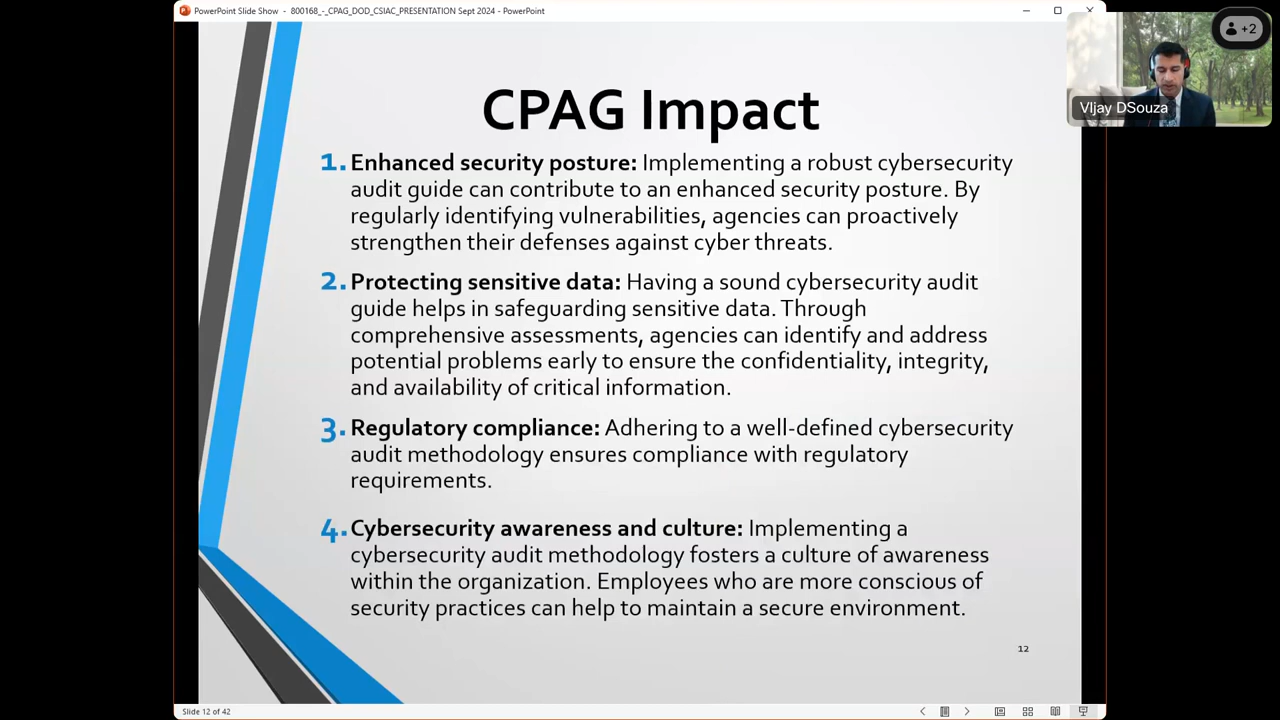 PowerPoint Slide Show - 800168_-_CPAG_DOD_CSIAC_PRESENTATION Sept 2024 - PowerPoint
+2
VIjay DSouza
CPAG Impact
1. Enhanced security posture: Implementing a robust cybersecurity
audit guide can contribute to an enhanced security posture. By
regularly identifying vulnerabilities, agencies can proactively
strengthen their defenses against cyber threats.
2. Protecting sensitive data: Having a sound cybersecurity audit
guide helps in safeguarding sensitive data. Through
comprehensive assessments, agencies can identify and address
potential problems early to ensure the confidentiality, integrity,
and availability of critical information.
3. Regulatory compliance: Adhering to a well-defined cybersecurity
audit methodology ensures compliance with regulatory
requirements.
4. Cybersecurity awareness and culture: Implementing a
cybersecurity audit methodology fosters a culture of awareness
within the organization. Employees who are more conscious of
security practices can help to maintain a secure environment.
12
Slide 12 of 42